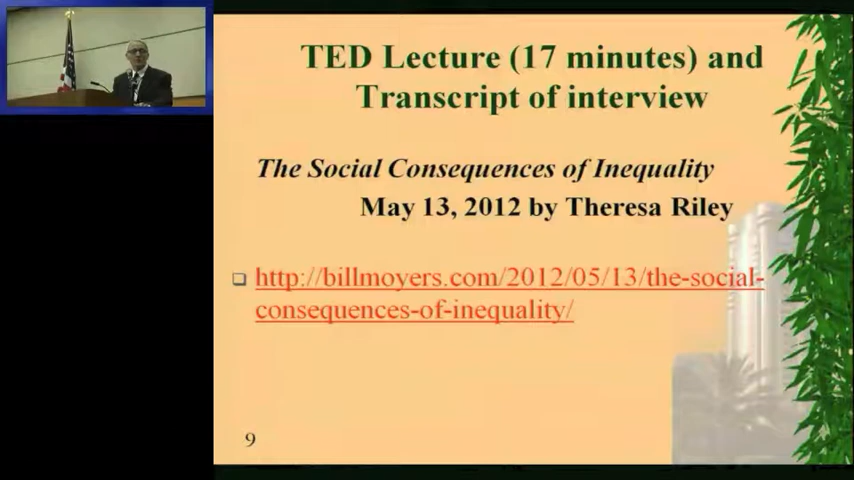 TED Lecture (17 minutes) and
Transcript of interview
The Social Consequences of Inequality
May 13, 2012 by Theresa Riley
http://billmoyers.com/2012/05/13/the-social-
consequences-of-inequality/
9